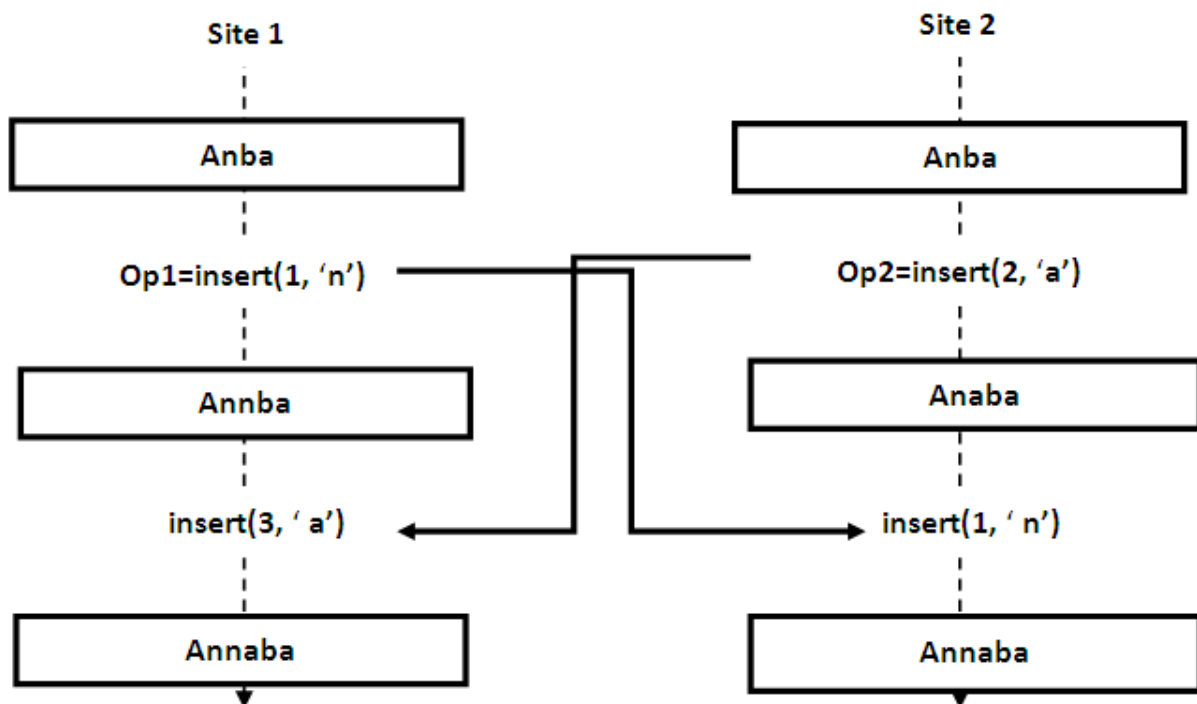 Site 1
Site 2
Anba
Anba
Op1=insert(1, ‘n’)
Op2=insert(2, ‘a’)
Annba
Anaba
insert(3, ‘ a’)
insert(1, ‘ n’)
Annaba
Annaba